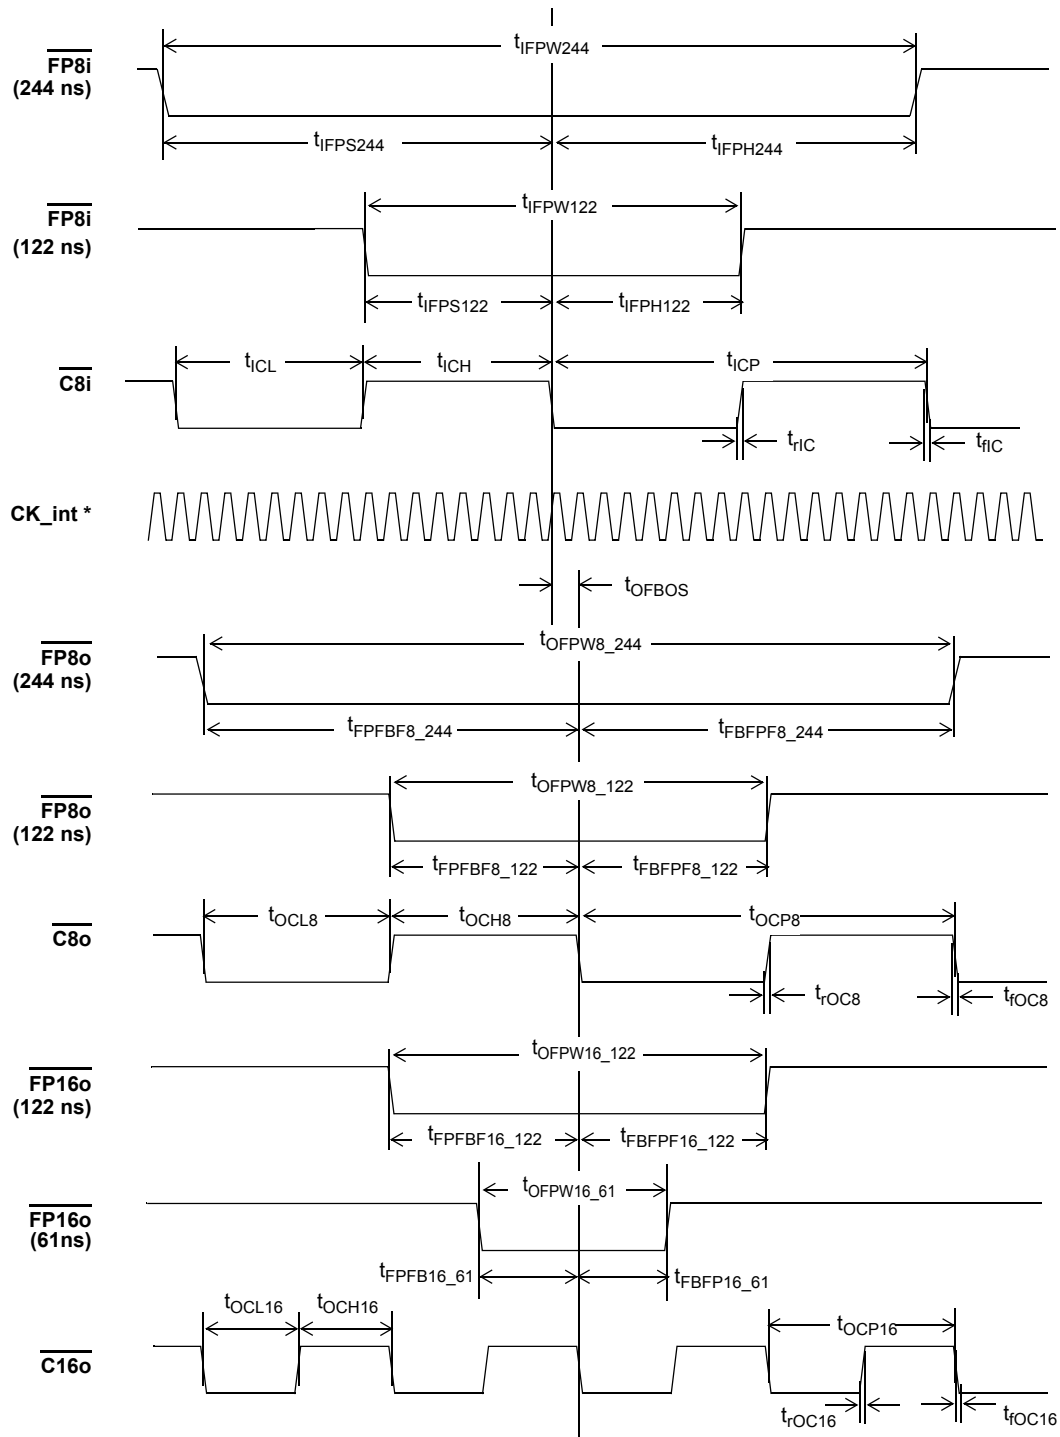 tIFPW244
FP8i
(244 ns)
tIFPS244 tIFPH244
tIFPW122
FP8i
(122 ns)
tIFPS122 tIFPH122
tICL tICH tICP
C8i
trIC tfIC
CK_int *
tOFBOS
tOFPW8_244
FP8o
(244 ns)
tFPFBF8_244 tFBFPF8_244
tOFPW8_122
FP8o
(122 ns)
tFPFBF8_122 tFBFPF8_122
tOCL8 tOCH8 tOCP8
C8o
trOC8 tfOC8
tOFPW16_122
FP16o
(122 ns)
tFPFBF16_122 tFBFPF16_122
tOFPW16_61
FP16o
(61ns)
tFPFB16_61 tFBFP16_61
tOCL16 tOCH16 tOCP16
C16o
trOC16 tfOC16